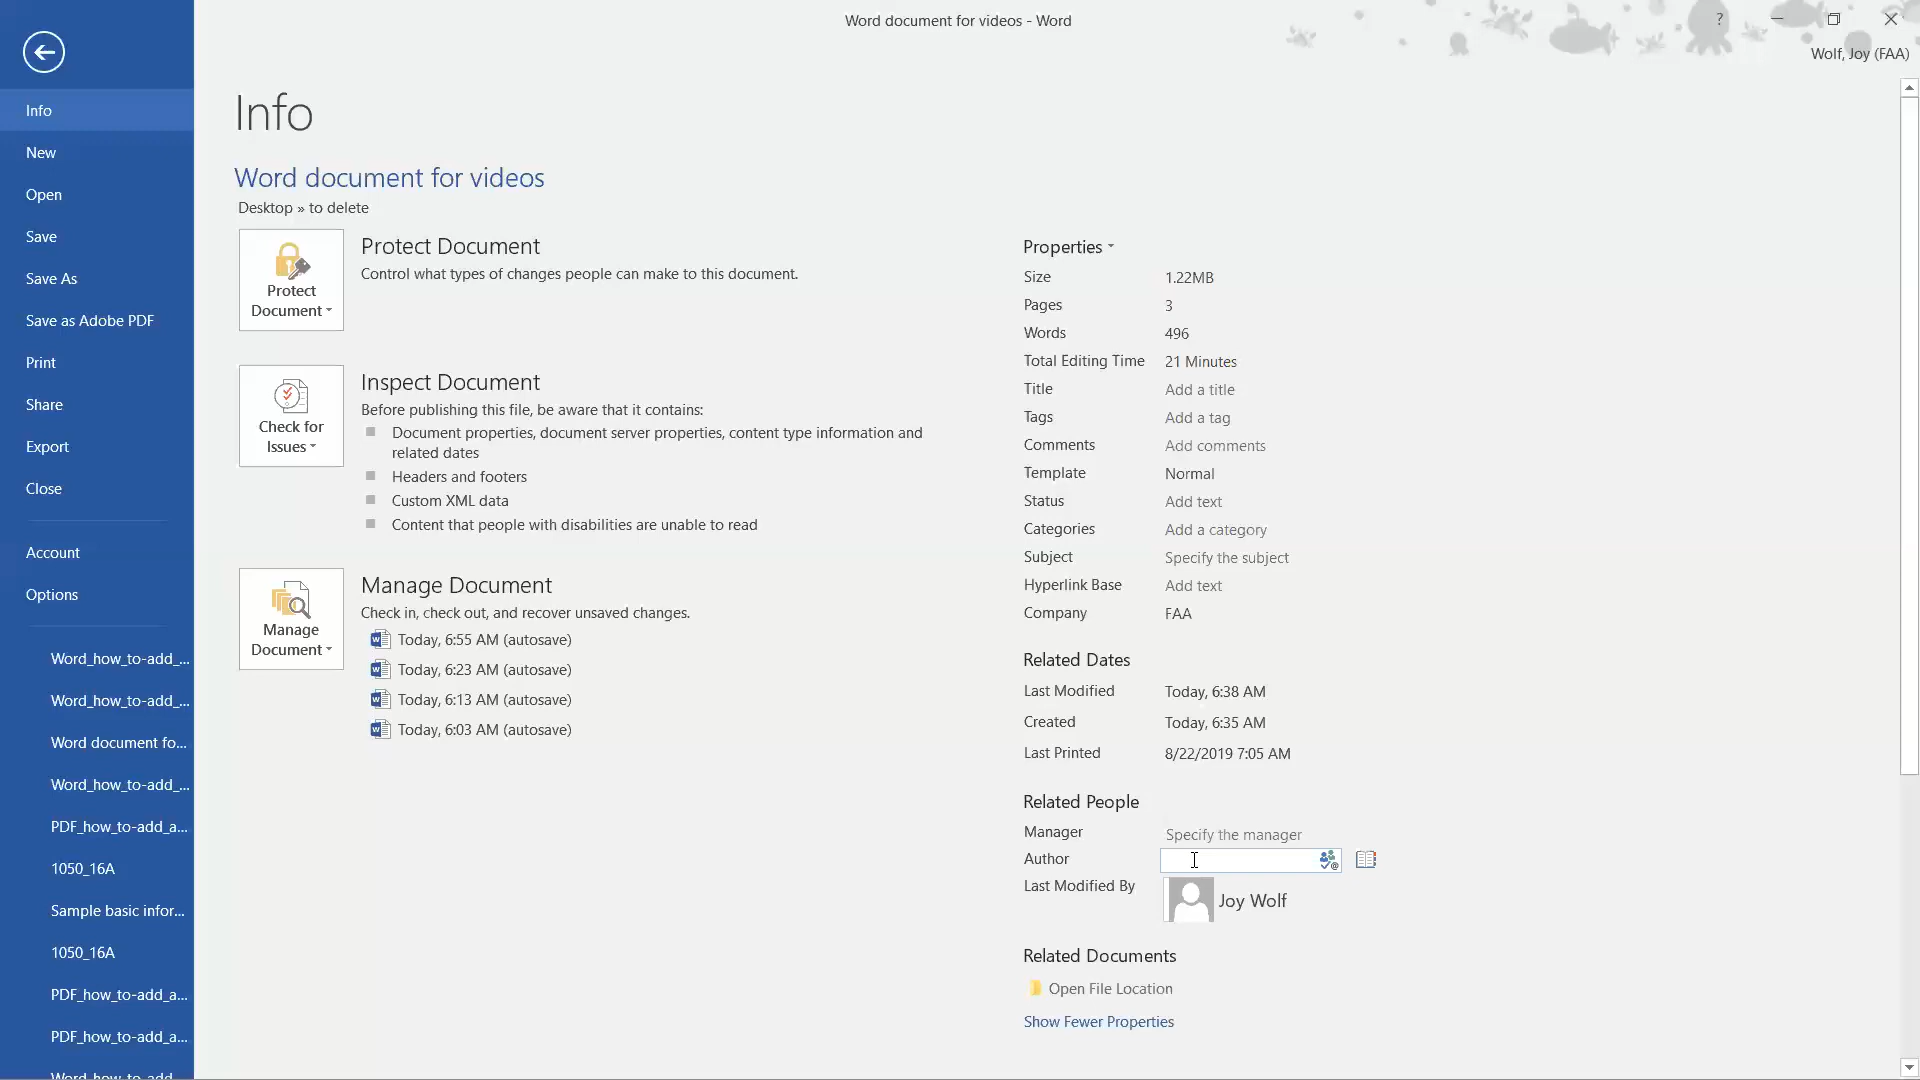 Word document for videos - Word
?
Wolf, Joy (FAA)
Info
New
Open
Save
Save As
Save as Adobe PDF
Print
Share
Export
Close
Account
Options
Word_how_to-add_...
Word_how_to-add_...
Word document fo...
Word_how_to-add_...
PDF_how_to-add_a...
1050_16A
Sample basic infor...
1050_16A
PDF_how_to-add_a...
PDF_how_to-add_a...
Word_how_to-add_...
Info
Word document for videos
Desktop » to delete
Protect Document
Protect Document
Control what types of changes people can make to this document.
Check for Issues
Inspect Document
Before publishing this file, be aware that it contains:
Document properties, document server properties, content type information and
related dates
Headers and footers
Custom XML data
Content that people with disabilities are unable to read
Manage Document
Manage Document
Check in, check out, and recover unsaved changes.
Today, 6:55 AM (autosave)
Today, 6:23 AM (autosave)
Today, 6:13 AM (autosave)
Today, 6:03 AM (autosave)
Properties
Size 1.22MB
Pages 3
Words 496
Total Editing Time 21 Minutes
Title Add a title
Tags Add a tag
Comments Add comments
Template Normal
Status Add text
Categories Add a category
Subject Specify the subject
Hyperlink Base Add text
Company FAA
Related Dates
Last Modified Today, 6:38 AM
Created Today, 6:35 AM
Last Printed 8/22/2019 7:05 AM
Related People
Manager Specify the manager
Author
Last Modified By Joy Wolf
Related Documents
Open File Location
Show Fewer Properties